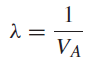 λ = 1 / V_A